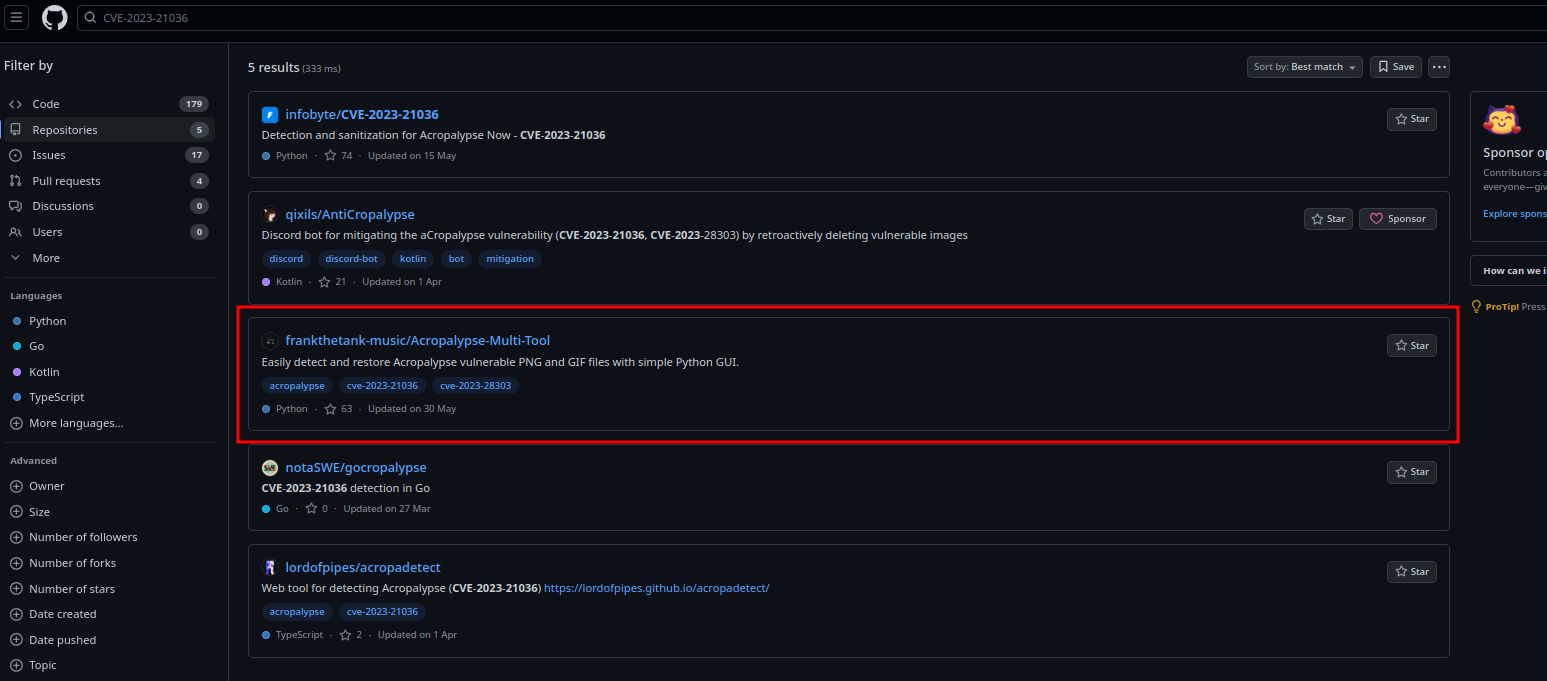 CVE-2023-21036
Filter by
Code 179
Repositories 5
Issues 17
Pull requests 4
Discussions 0
Users 0
More
Languages
Python
Go
Kotlin
TypeScript
More languages...
Advanced
Owner
Size
Number of followers
Number of forks
Number of stars
Date created
Date pushed
Topic
5 results (333 ms)
Sort by: Best match
Save
infobyte/CVE-2023-21036
Star
Detection and sanitization for Acropalypse Now - CVE-2023-21036
Python · 74 · Updated on 15 May
qixils/AntiCropalypse
Star
Sponsor
Discord bot for mitigating the aCropalypse vulnerability (CVE-2023-21036, CVE-2023-28303) by retroactively deleting vulnerable images
discord discord-bot kotlin bot mitigation
Kotlin · 21 · Updated on 1 Apr
frankthetank-music/Acropalypse-Multi-Tool
Star
Easily detect and restore Acropalypse vulnerable PNG and GIF files with simple Python GUI.
acropalypse cve-2023-21036 cve-2023-28303
Python · 63 · Updated on 30 May
notaSWE/gocropalypse
Star
CVE-2023-21036 detection in Go
Go · 0 · Updated on 27 Mar
lordofpipes/acropadetect
Star
Web tool for detecting Acropalypse (CVE-2023-21036) https://lordofpipes.github.io/acropadetect/
acropalypse cve-2023-21036
TypeScript · 2 · Updated on 1 Apr
Sponsor op
Contributors a
everyone—giv
Explore spons
How can we i
ProTip! Press